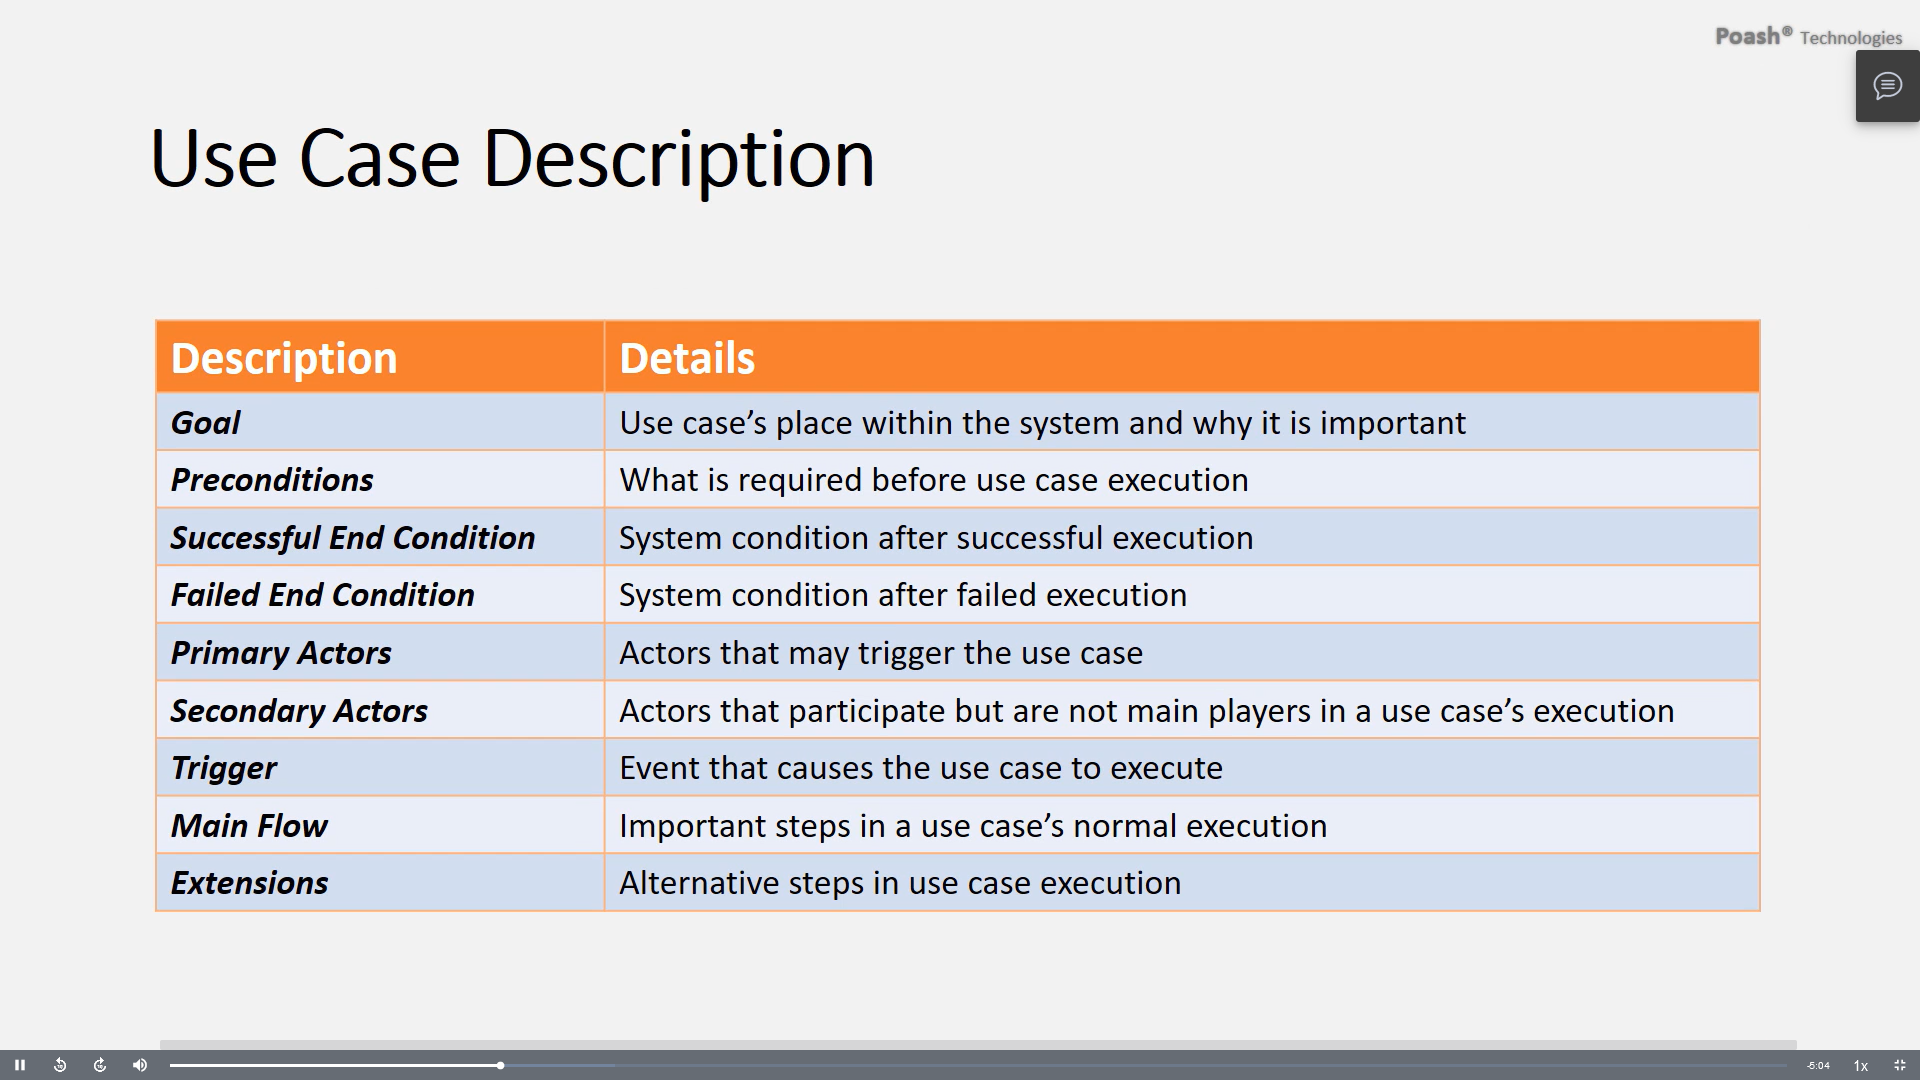 Poash® Technologies
Use Case Description
Description Details
Goal Use case’s place within the system and why it is important
Preconditions What is required before use case execution
Successful End Condition System condition after successful execution
Failed End Condition System condition after failed execution
Primary Actors Actors that may trigger the use case
Secondary Actors Actors that participate but are not main players in a use case’s execution
Trigger Event that causes the use case to execute
Main Flow Important steps in a use case’s normal execution
Extensions Alternative steps in use case execution
-5:04 1x